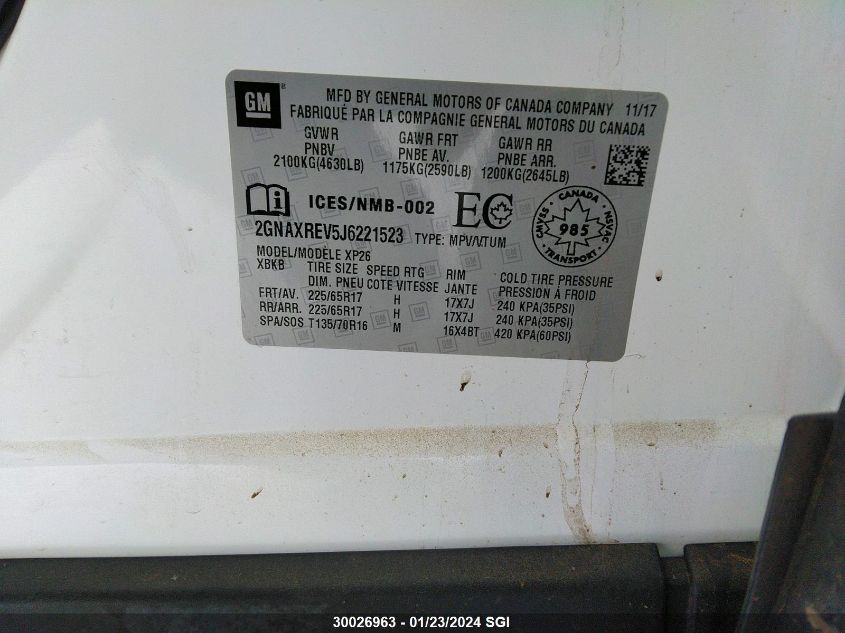 GM ®
MFD BY GENERAL MOTORS OF CANADA COMPANY 11/17
FABRIQUÉ PAR LA COMPAGNIE GENERAL MOTORS DU CANADA
GVWR GAWR FRT GAWR RR
PNBV PNBE AV. PNBE ARR.
2100KG(4630LB) 1175KG(2590LB) 1200KG(2645LB)
i ICES/NMB-002 EC
CANADA
CMVSS 985 NSVAC
TRANSPORT
2GNAXREV5J6221523 TYPE: MPV/VTUM
MODEL/MODÈLE XP26
XBKB TIRE SIZE SPEED RTG RIM COLD TIRE PRESSURE
DIM. PNEU COTE VITESSE JANTE PRESSION À FROID
FRT/AV. 225/65R17 H 17X7J 240 KPA(35PSI)
RR/ARR. 225/65R17 H 17X7J 240 KPA(35PSI)
SPA/SOS T135/70R16 M 16X4BT 420 KPA(60PSI)
30026963 - 01/23/2024 SGI